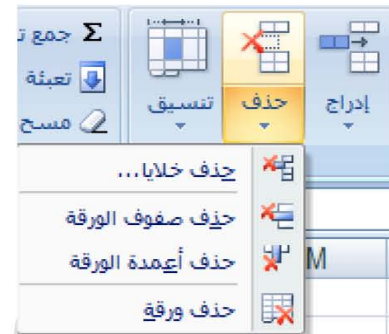 Σ جمع ت
تعبئة
مسح
تنسيق
حذف
إدراج
حذف خلايا...
حذف صفوف الورقة
حذف أعمدة الورقة
حذف ورقة
M